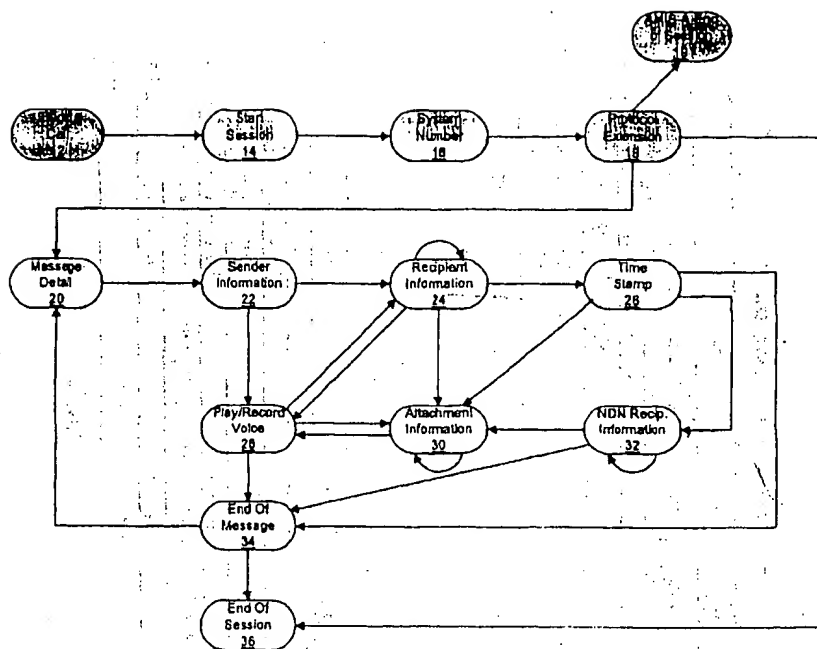 Call
12
Start
Session
14
System
Number
16
Protocol
Extension
18
Message
Detail
20
Sender
Information
22
Recipient
Information
24
Time
Stamp
26
Play/Record
Voice
28
Attachment
Information
30
NDN Recip.
Information
32
End Of
Message
34
End Of
Session
36